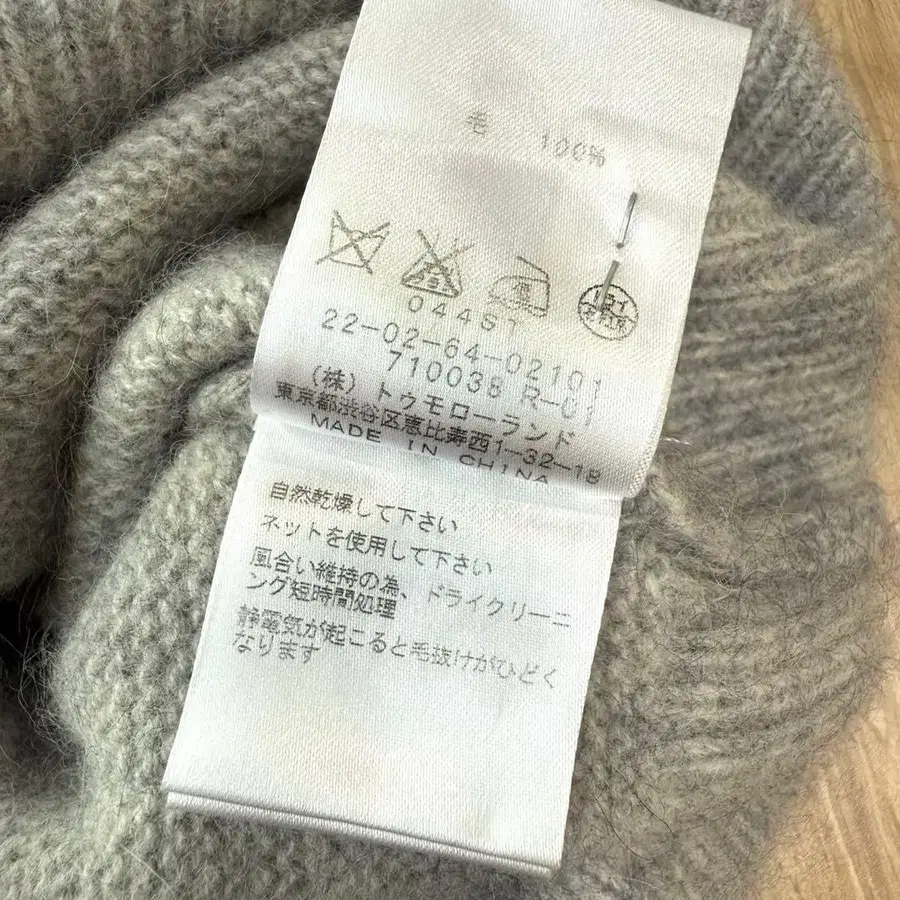 毛 100%
中
044ST
22-02-64-02101
710038 R-01
(株) トゥモローランド
東京都渋谷区恵比寿西1-32-18
MADE IN CHINA
自然乾燥して下さい
ネットを使用して下さい
風合い維持の為、ドライクリーニ
ング短時間処理
静電気が起こると毛抜けがひどく
なります